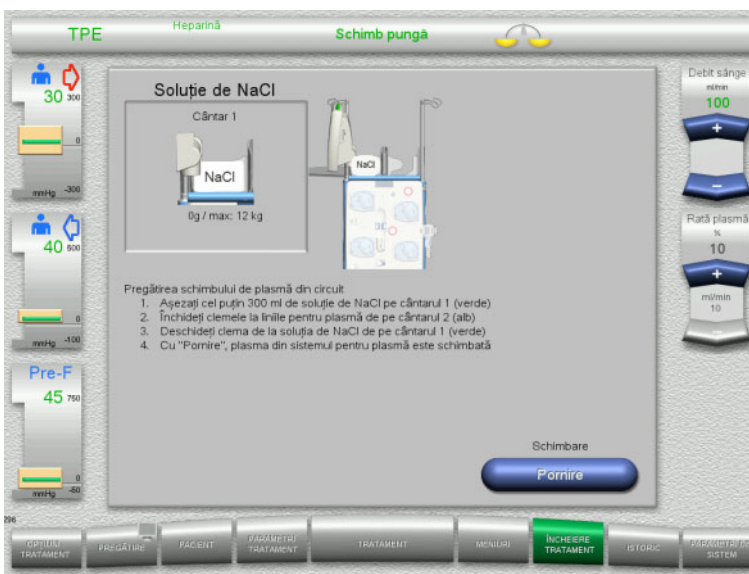 TPE
Heparină
Schimb pungă
30
300
0
mmHg
-300
40
500
0
mmHg
-100
Pre-F
45
750
0
mmHg
-50
Soluție de NaCl
Cântar 1
NaCl
0g / max: 12 kg
NaCl
Pregătirea schimbului de plasmă din circuit
1. Așezați cel puțin 300 ml de soluție de NaCl pe cântarul 1 (verde)
2. Închideți clemele la liniile pentru plasmă de pe cântarul 2 (alb)
3. Deschideți clema de la soluția de NaCl de pe cântarul 1 (verde)
4. Cu "Pornire", plasma din sistemul pentru plasmă este schimbată
Schimbare
Pornire
Debit sânge
ml/min
100
+
−
Rată plasmă
%
10
+
ml/min
10
−
296
OPȚIUNI TRATAMENT
PREGĂTIRE
PACIENT
PARAMETRI TRATAMENT
TRATAMENT
MENIURI
ÎNCHEIERE TRATAMENT
ISTORIC
PARAMETRI DE SISTEM